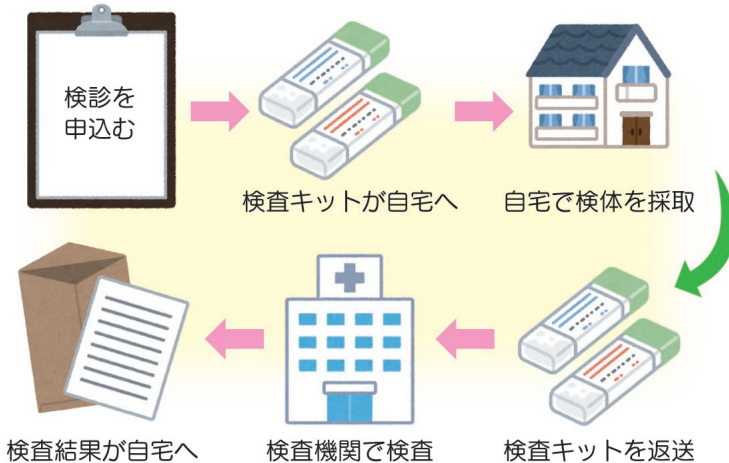 検診を
申込む
検査キットが自宅へ
自宅で検体を採取
検査キットを返送
検査機関で検査
検査結果が自宅へ